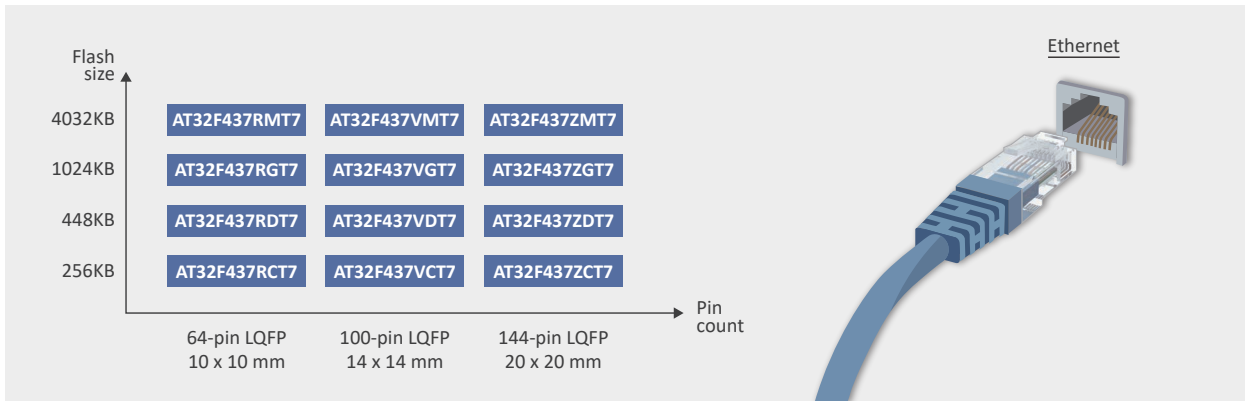 Ethernet
Flash
size
4032KB
AT32F437RMT7 AT32F437VMT7 AT32F437ZMT7
1024KB
AT32F437RGT7 AT32F437VGT7 AT32F437ZGT7
448KB
AT32F437RDT7 AT32F437VDT7 AT32F437ZDT7
256KB
AT32F437RCT7 AT32F437VCT7 AT32F437ZCT7
Pin
count
64-pin LQFP 100-pin LQFP 144-pin LQFP
10 x 10 mm 14 x 14 mm 20 x 20 mm